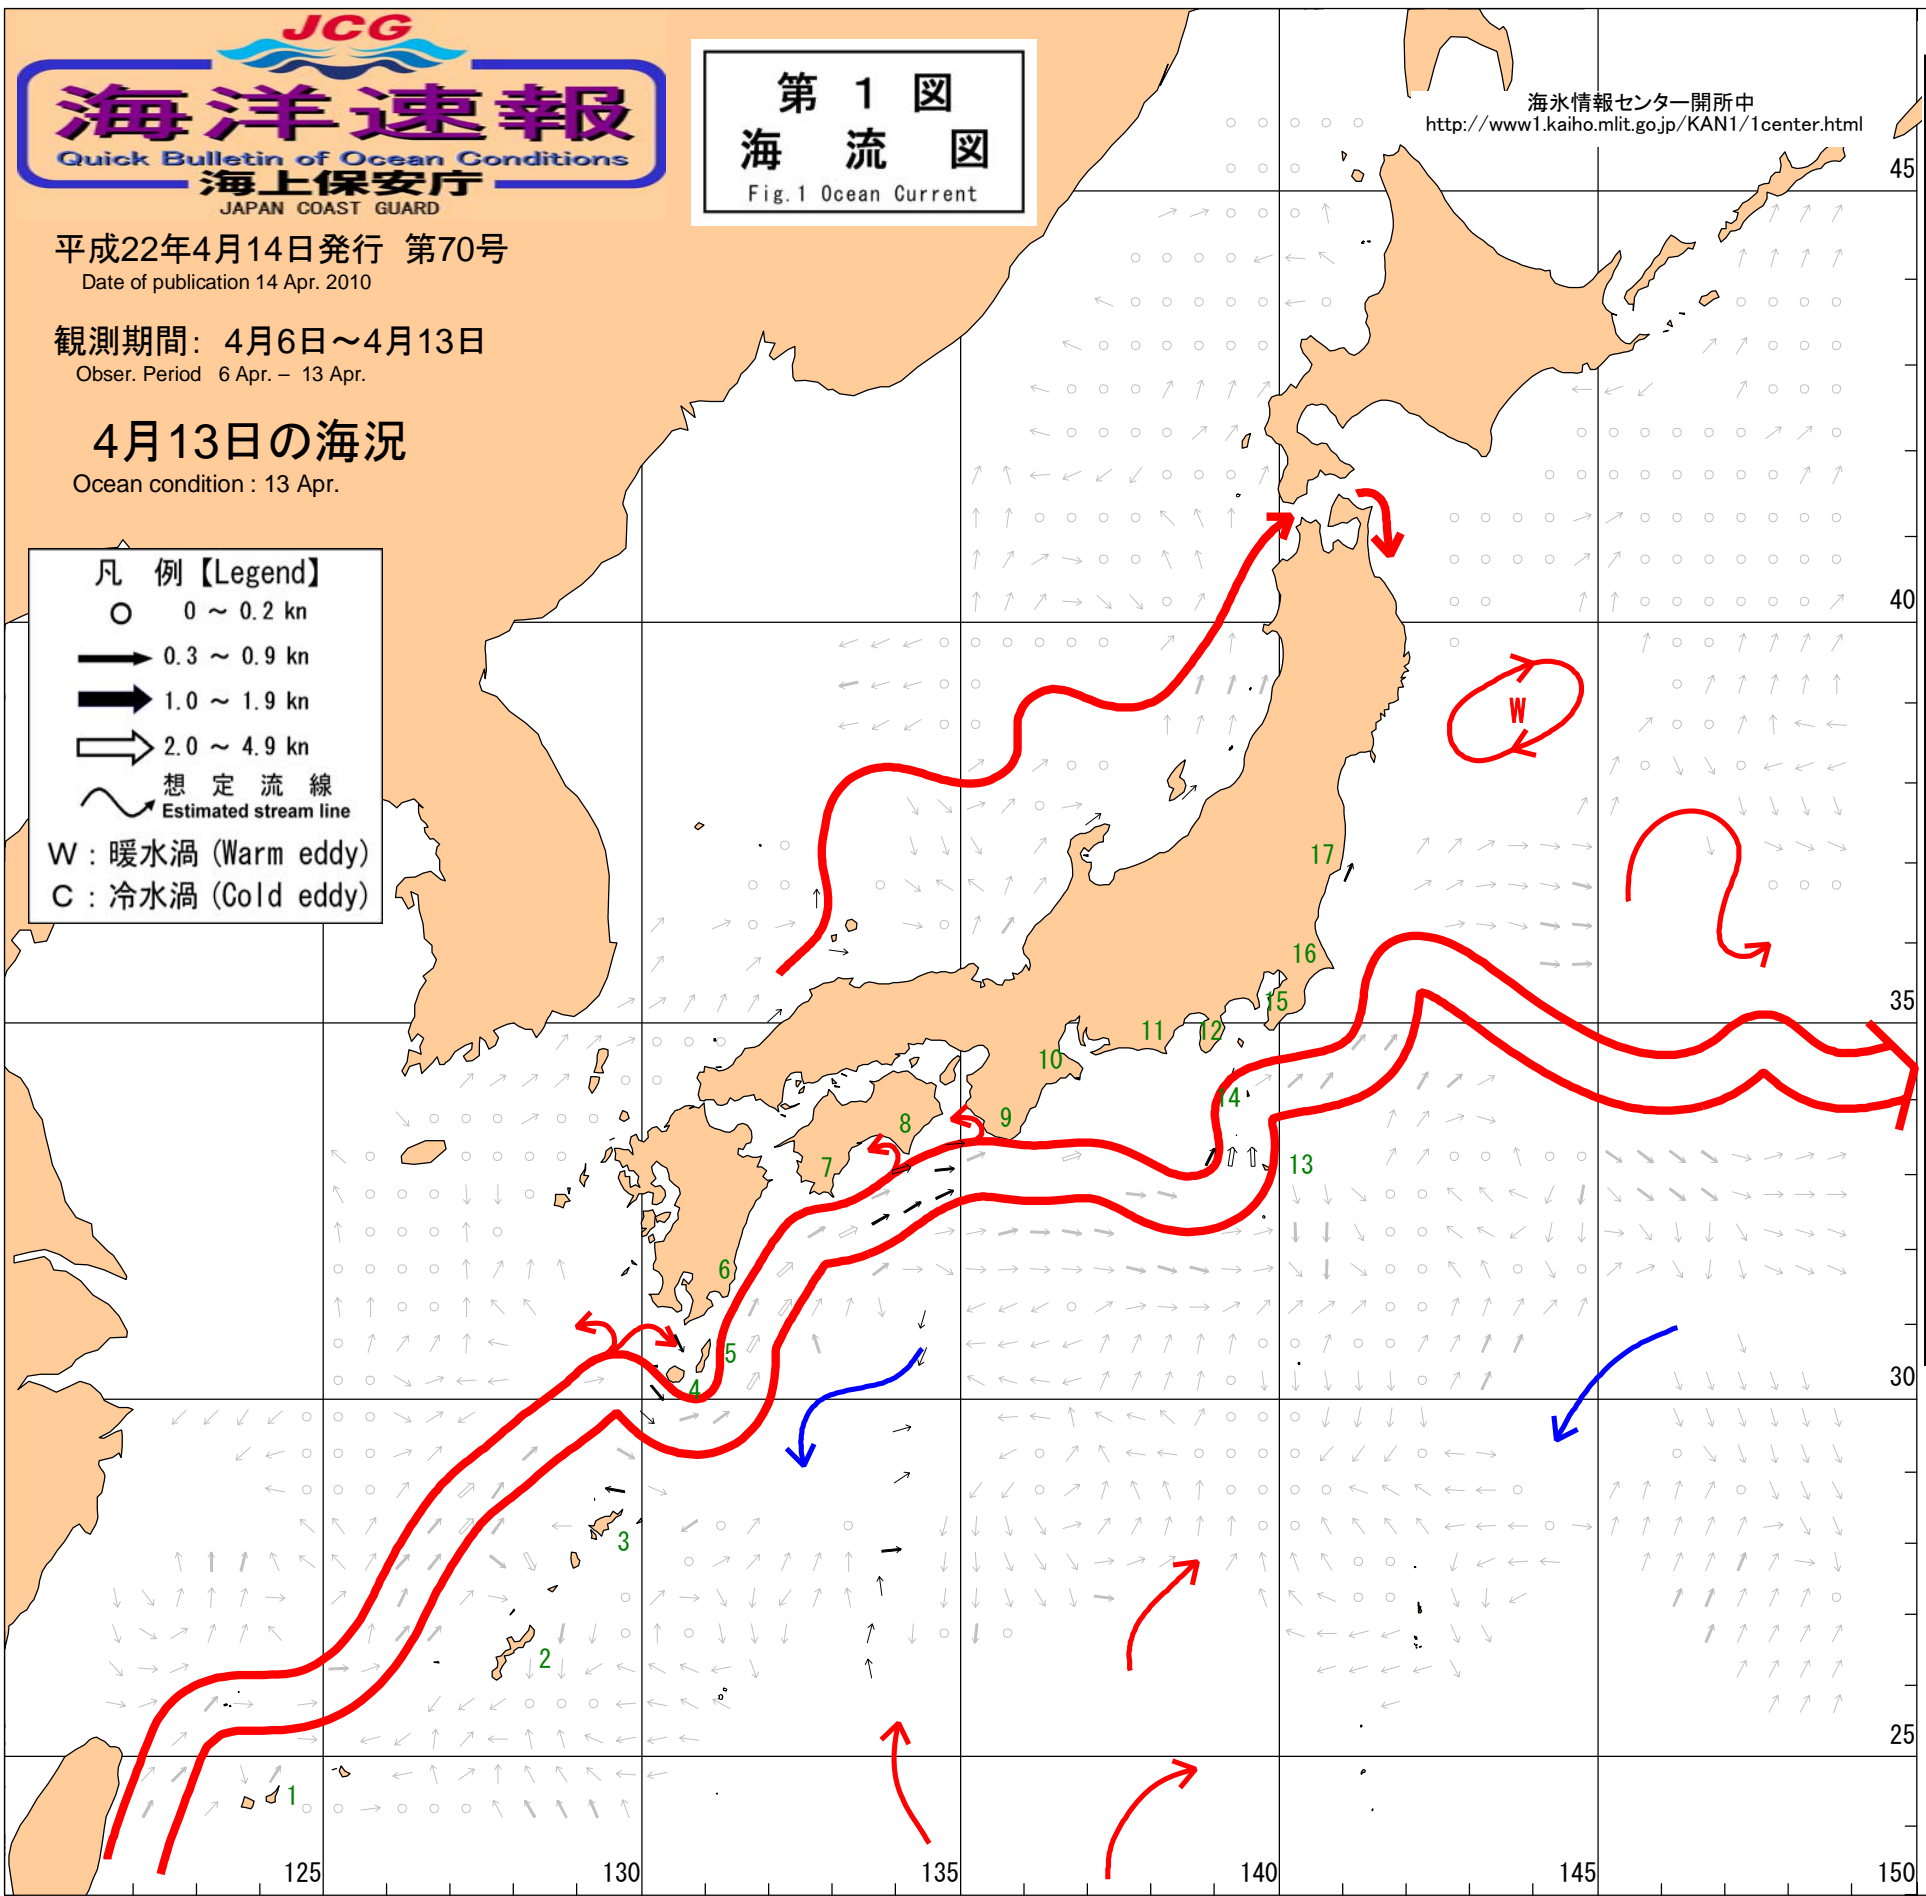 JCG
海洋速報
Quick Bulletin of Ocean Conditions
海上保安庁
JAPAN COAST GUARD
第 1 図
海 流 図
Fig.1 Ocean Current
海氷情報センター開所中
http://www1.kaiho.mlit.go.jp/KAN1/1center.html
平成22年4月14日発行 第70号
Date of publication 14 Apr. 2010
観測期間: 4月6日～4月13日
Obser. Period 6 Apr. – 13 Apr.
4月13日の海況
Ocean condition : 13 Apr.
凡 例【Legend】
0 ～ 0.2 kn
0.3 ～ 0.9 kn
1.0 ～ 1.9 kn
2.0 ～ 4.9 kn
想 定 流 線
Estimated stream line
W : 暖水渦 (Warm eddy)
C : 冷水渦 (Cold eddy)
45
40
W
17
16
35
15
12
11
10
14
9
8
7
13
6
5
4
30
3
2
25
1
125
130
135
140
145
150